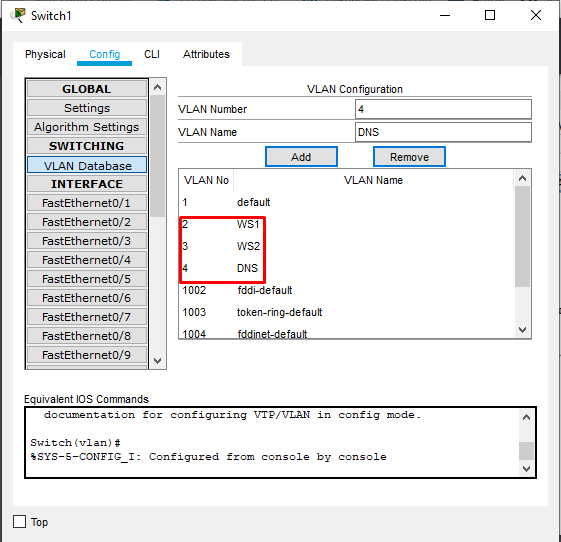 Switch1
Physical Config CLI Attributes
GLOBAL
Settings
Algorithm Settings
SWITCHING
VLAN Database
INTERFACE
FastEthernet0/1
FastEthernet0/2
FastEthernet0/3
FastEthernet0/4
FastEthernet0/5
FastEthernet0/6
FastEthernet0/7
FastEthernet0/8
FastEthernet0/9
VLAN Configuration
VLAN Number 4
VLAN Name DNS
Add Remove
VLAN No VLAN Name
1 default
2 WS1
3 WS2
4 DNS
1002 fddi-default
1003 token-ring-default
1004 fddinet-default
Equivalent IOS Commands
documentation for configuring VTP/VLAN in config mode.
Switch(vlan)#
%SYS-5-CONFIG_I: Configured from console by console
Top